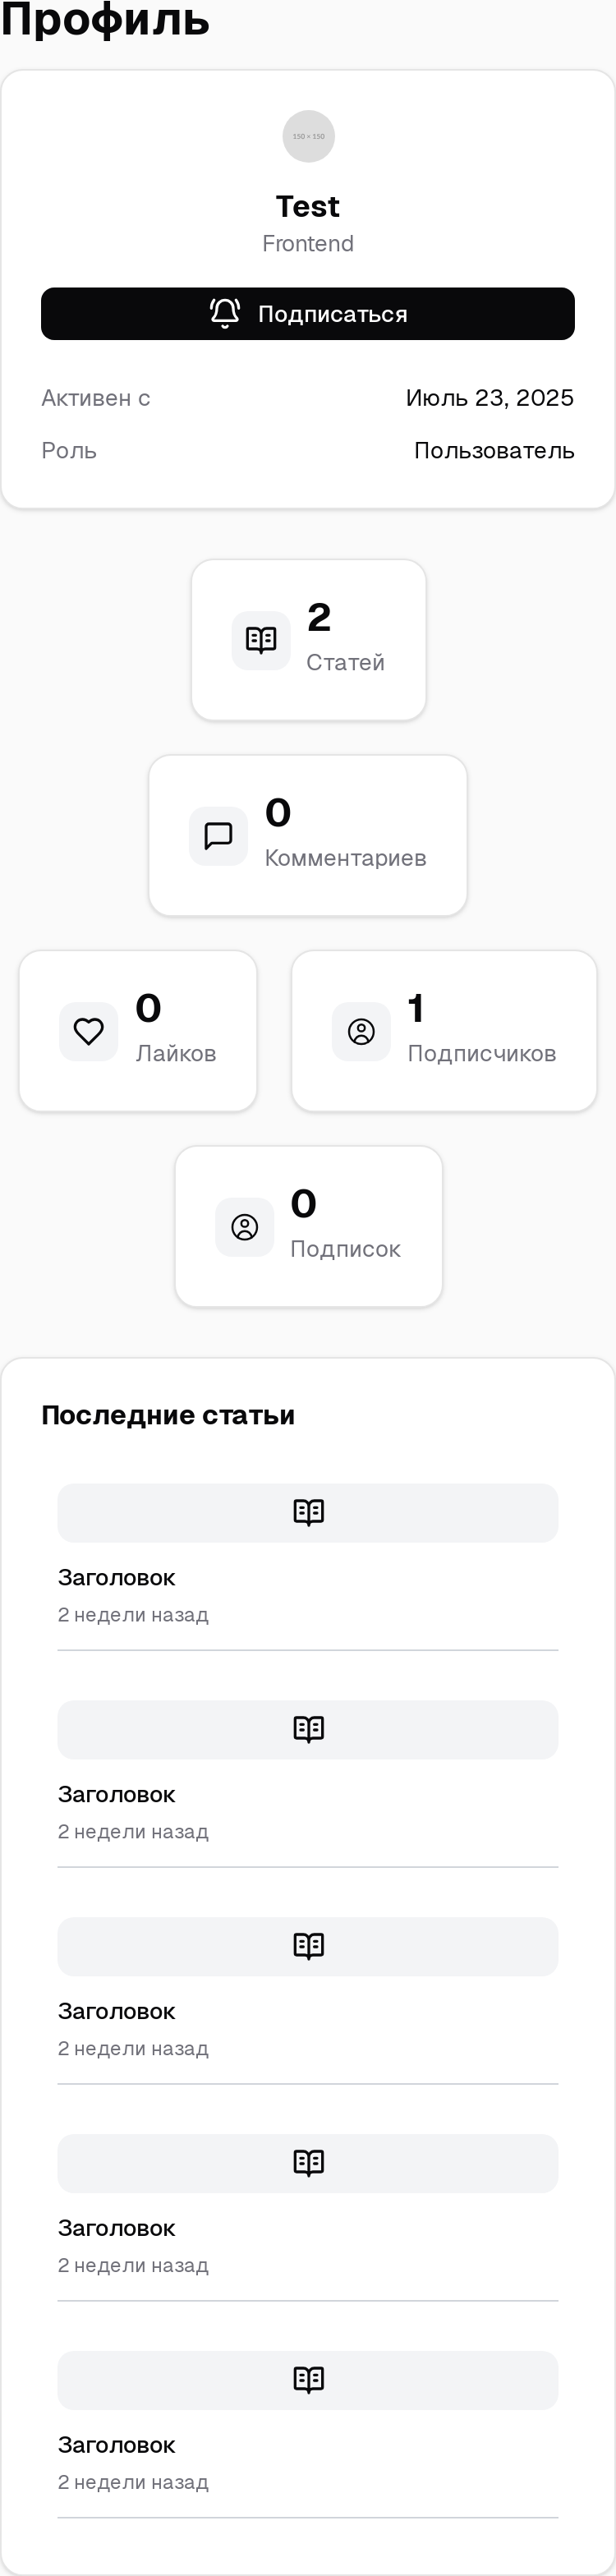 Профиль
150 × 150
Test
Frontend
Подписаться
Активен с Июль 23, 2025
Роль Пользователь
2
Статей
0
Комментариев
0
Лайков
1
Подписчиков
0
Подписок
Последние статьи
Заголовок
2 недели назад
Заголовок
2 недели назад
Заголовок
2 недели назад
Заголовок
2 недели назад
Заголовок
2 недели назад